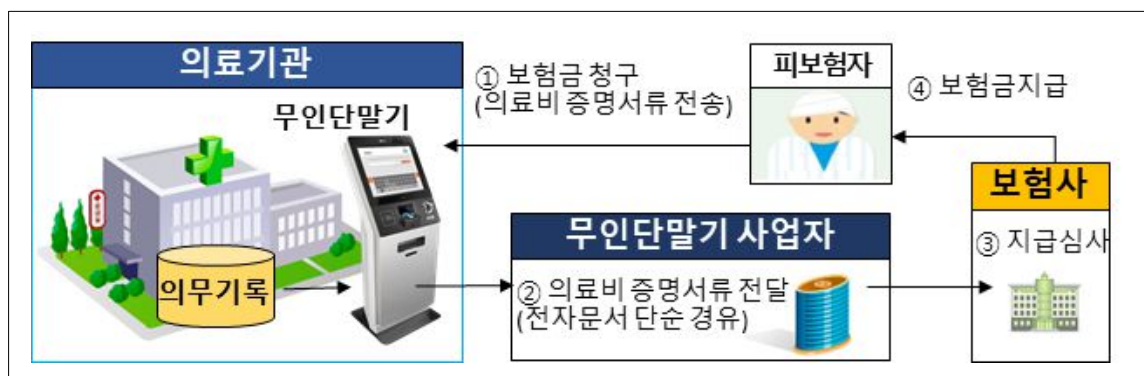 의료기관
무인단말기
의무기록
① 보험금 청구
(의료비 증명서류 전송)
피보험자
④ 보험금지급
무인단말기 사업자
② 의료비 증명서류 전달
(전자문서 단순 경유)
보험사
③ 지급심사